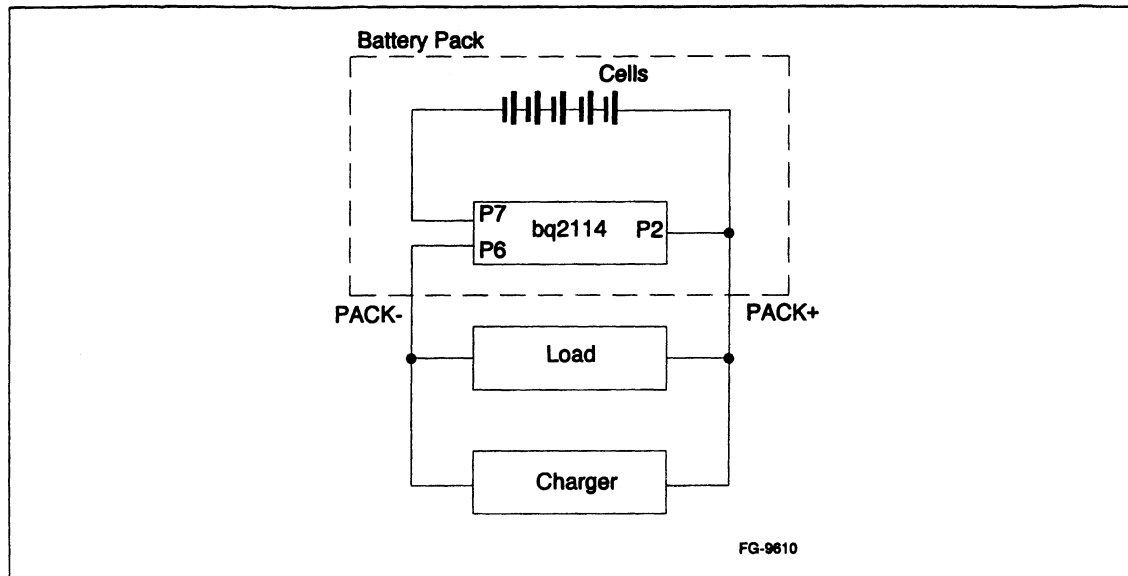 Battery Pack
Cells
P7
bq2114
P2
P6
PACK-
PACK+
Load
Charger
FG-9610